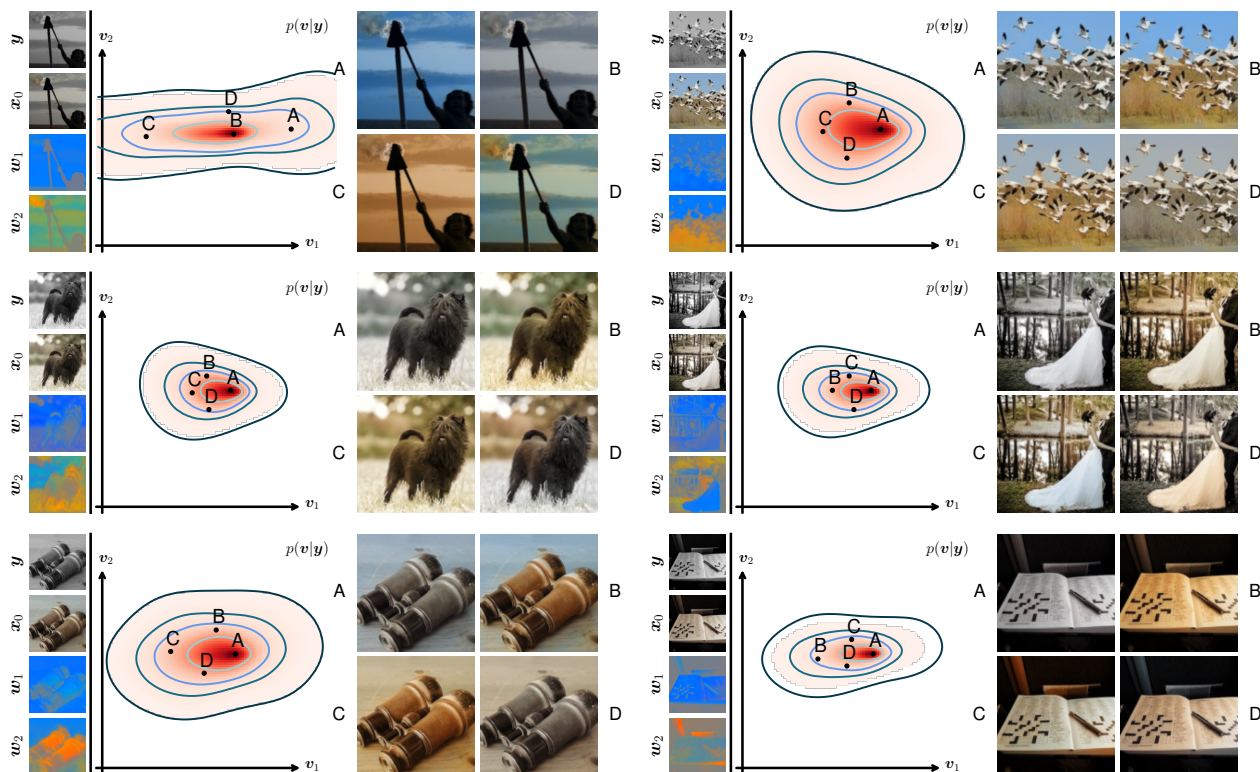 y
x₀
w₁
w₂
v₂
p(v|y)
A
B
C
D
v₁
A
B
C
D
y
x₀
w₁
w₂
v₂
p(v|y)
A
B
C
D
v₁
A
B
C
D
y
x₀
w₁
w₂
v₂
p(v|y)
A
B
C
D
v₁
A
B
C
D
y
x₀
w₁
w₂
v₂
p(v|y)
A
B
C
D
v₁
A
B
C
D
y
x₀
w₁
w₂
v₂
p(v|y)
A
B
C
D
v₁
A
B
C
D
y
x₀
w₁
w₂
v₂
p(v|y)
A
B
C
D
v₁
A
B
C
D